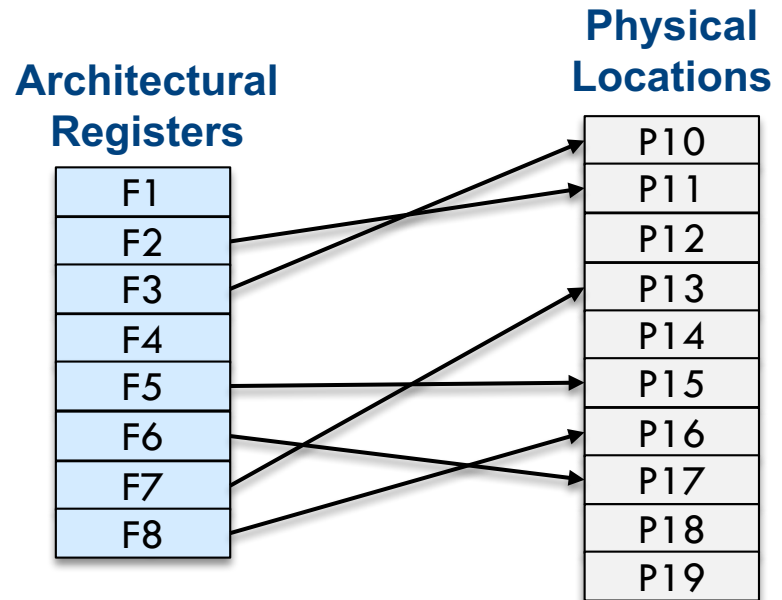 Architectural
Registers
F1
F2
F3
F4
F5
F6
F7
F8
Physical
Locations
P10
P11
P12
P13
P14
P15
P16
P17
P18
P19